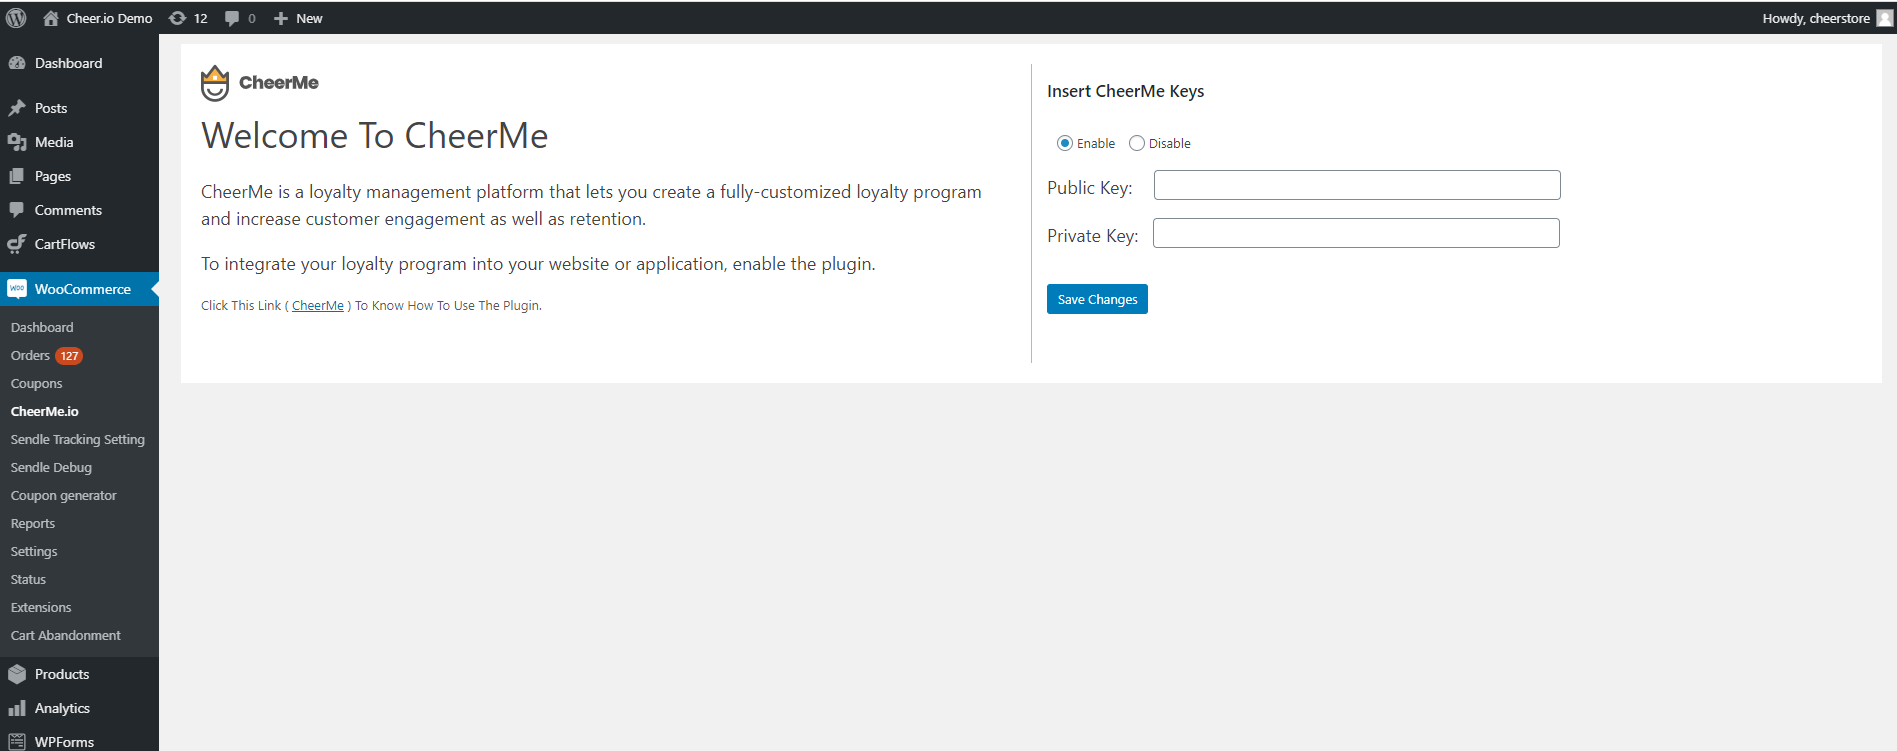 Cheer.io Demo 12 0 New Howdy, cheerstore
Dashboard
Posts
Media
Pages
Comments
CartFlows
WOO WooCommerce
Dashboard
Orders 127
Coupons
CheerMe.io
Sendle Tracking Setting
Sendle Debug
Coupon generator
Reports
Settings
Status
Extensions
Cart Abandonment
Products
Analytics
WPForms
CheerMe
Welcome To CheerMe
CheerMe is a loyalty management platform that lets you create a fully-customized loyalty program
and increase customer engagement as well as retention.
To integrate your loyalty program into your website or application, enable the plugin.
Click This Link ( CheerMe ) To Know How To Use The Plugin.
Insert CheerMe Keys
Enable Disable
Public Key:
Private Key:
Save Changes